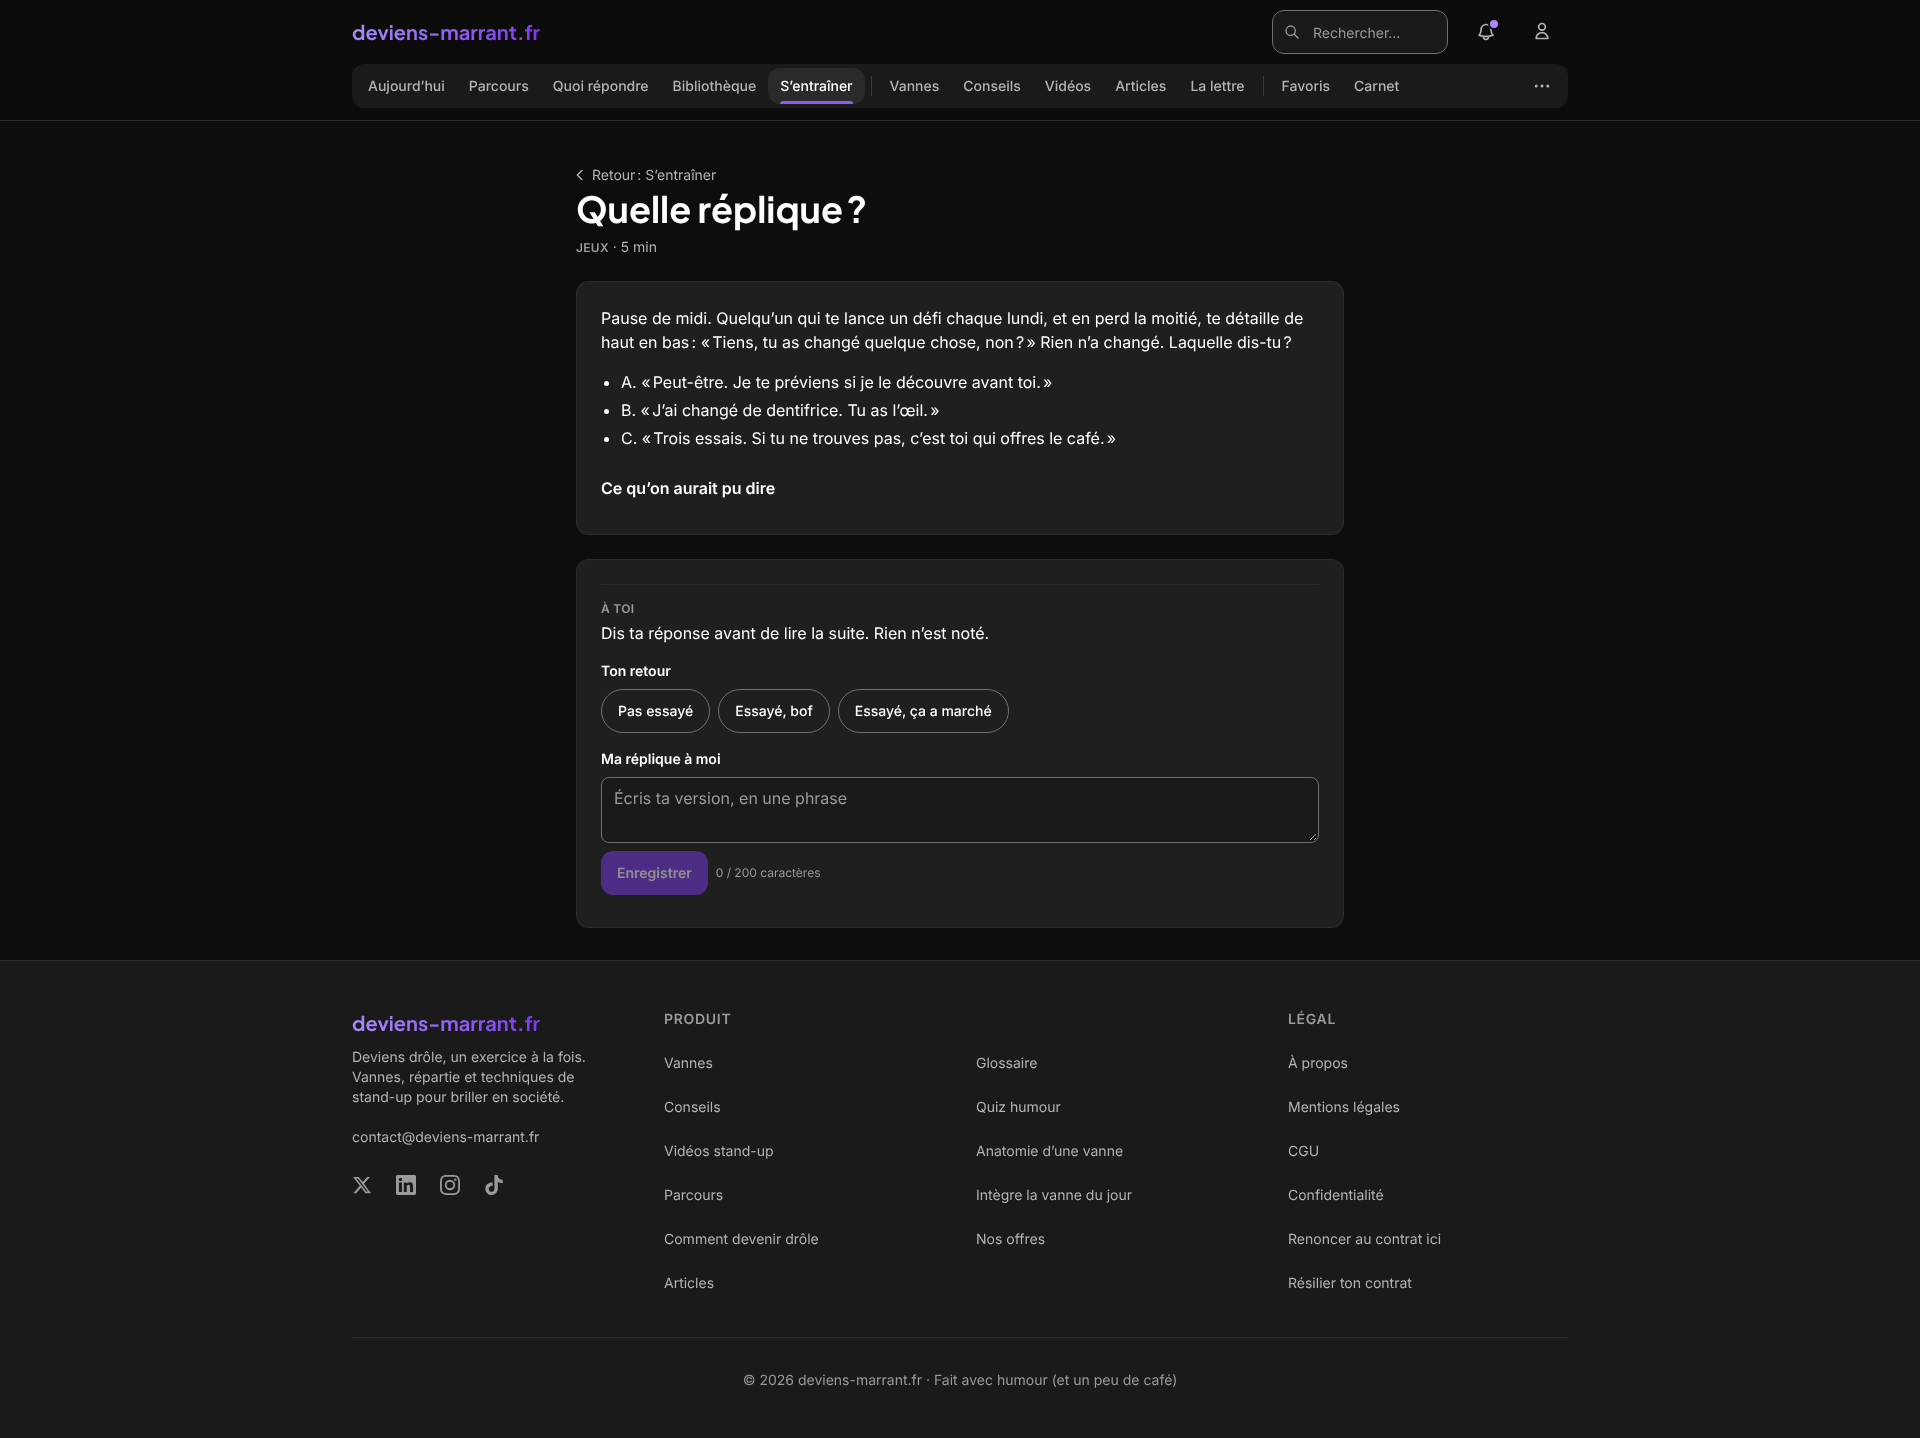 deviens-marrant.fr
Rechercher...
Aujourd’hui
Parcours
Quoi répondre
Bibliothèque
S’entraîner
Vannes
Conseils
Vidéos
Articles
La lettre
Favoris
Carnet
Retour : S’entraîner
Quelle réplique ?
JEUX · 5 min
Pause de midi. Quelqu’un qui te lance un défi chaque lundi, et en perd la moitié, te détaille de
haut en bas : « Tiens, tu as changé quelque chose, non ? » Rien n’a changé. Laquelle dis-tu ?
• A. « Peut-être. Je te préviens si je le découvre avant toi. »
• B. « J’ai changé de dentifrice. Tu as l’œil. »
• C. « Trois essais. Si tu ne trouves pas, c’est toi qui offres le café. »
Ce qu’on aurait pu dire
À TOI
Dis ta réponse avant de lire la suite. Rien n’est noté.
Ton retour
Pas essayé
Essayé, bof
Essayé, ça a marché
Ma réplique à moi
Écris ta version, en une phrase
Enregistrer
0 / 200 caractères
deviens-marrant.fr
Deviens drôle, un exercice à la fois.
Vannes, répartie et techniques de
stand-up pour briller en société.
contact@deviens-marrant.fr
PRODUIT
Vannes
Conseils
Vidéos stand-up
Parcours
Comment devenir drôle
Articles
Glossaire
Quiz humour
Anatomie d’une vanne
Intègre la vanne du jour
Nos offres
LÉGAL
À propos
Mentions légales
CGU
Confidentialité
Renoncer au contrat ici
Résilier ton contrat
© 2026 deviens-marrant.fr · Fait avec humour (et un peu de café)